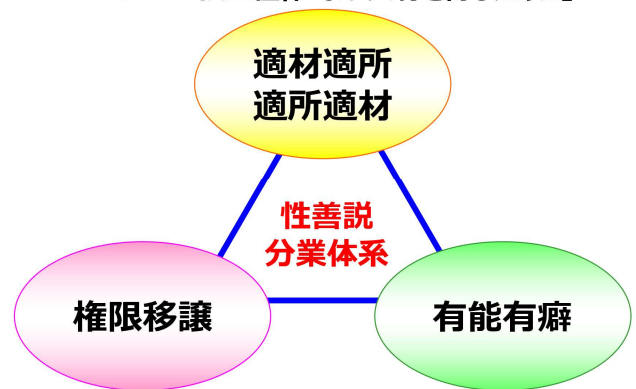 適材適所
適所適材
性善説
分業体系
権限移譲
有能有癖